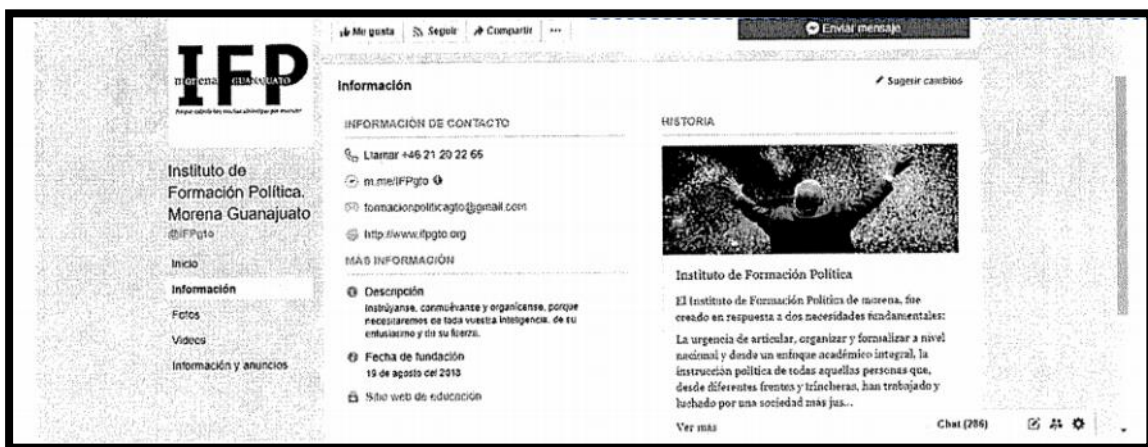 Me gusta Seguir Compartir ...
Enviar mensaje
IFP
morena GUANAJUATO
Instituto de
Formación Política.
Morena Guanajuato
@IFPgto
Inicio
Información
Fotos
Videos
Información y anuncios
Información
Sugerir cambios
INFORMACIÓN DE CONTACTO
Llamar +46 21 20 22 65
m.me/IFPgto
formacionpoliticagto@gmail.com
http://www.ifpgto.org
MÁS INFORMACIÓN
Descripción
Instrúyanse, conmuévanse y organícense, porque
necesitaremos de toda vuestra inteligencia, de su
entusiasmo y de su fuerza.
Fecha de fundación
19 de agosto del 2018
Sitio web de educación
HISTORIA
Instituto de Formación Política
El Instituto de Formación Política de morena, fue
creado en respuesta a dos necesidades fundamentales:
La urgencia de articular, organizar y formalizar a nivel
nacional y desde un enfoque académico integral, la
instrucción política de todas aquellas personas que,
desde diferentes frentes y trincheras, han trabajado y
luchado por una sociedad más jus...
Ver más
Chat (286)